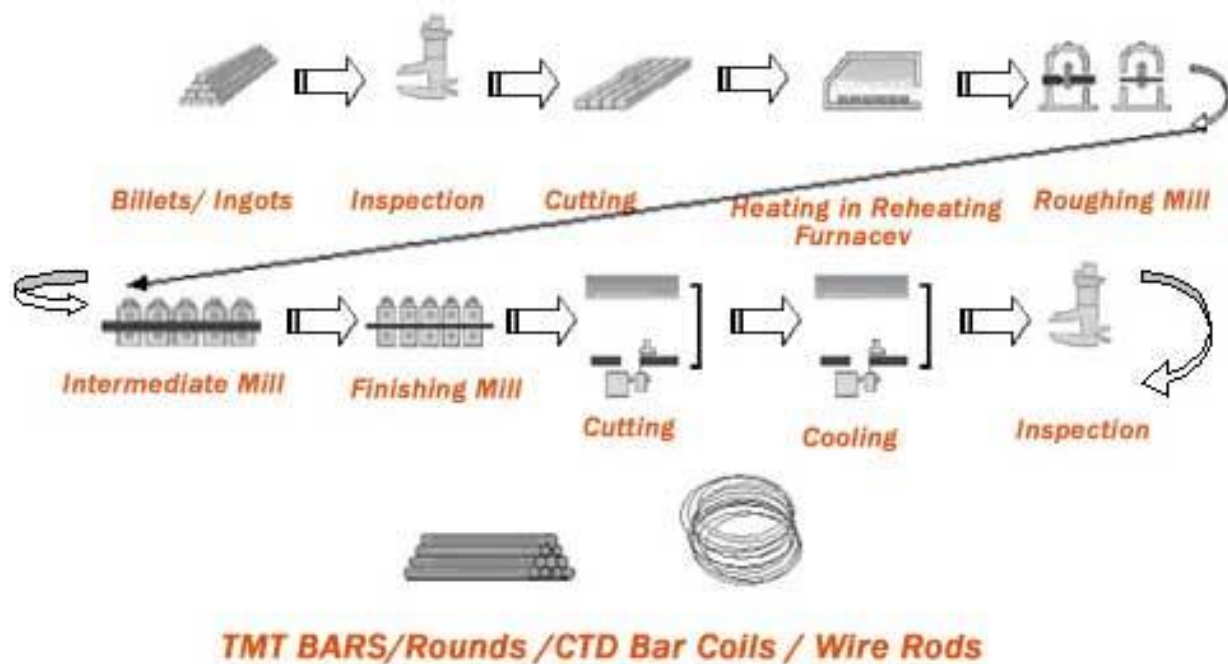 Billets/ Ingots
Inspection
Cutting
Heating in Reheating
Furnacev
Roughing Mill
Intermediate Mill
Finishing Mill
Cutting
Cooling
Inspection
TMT BARS/Rounds /CTD Bar Coils / Wire Rods